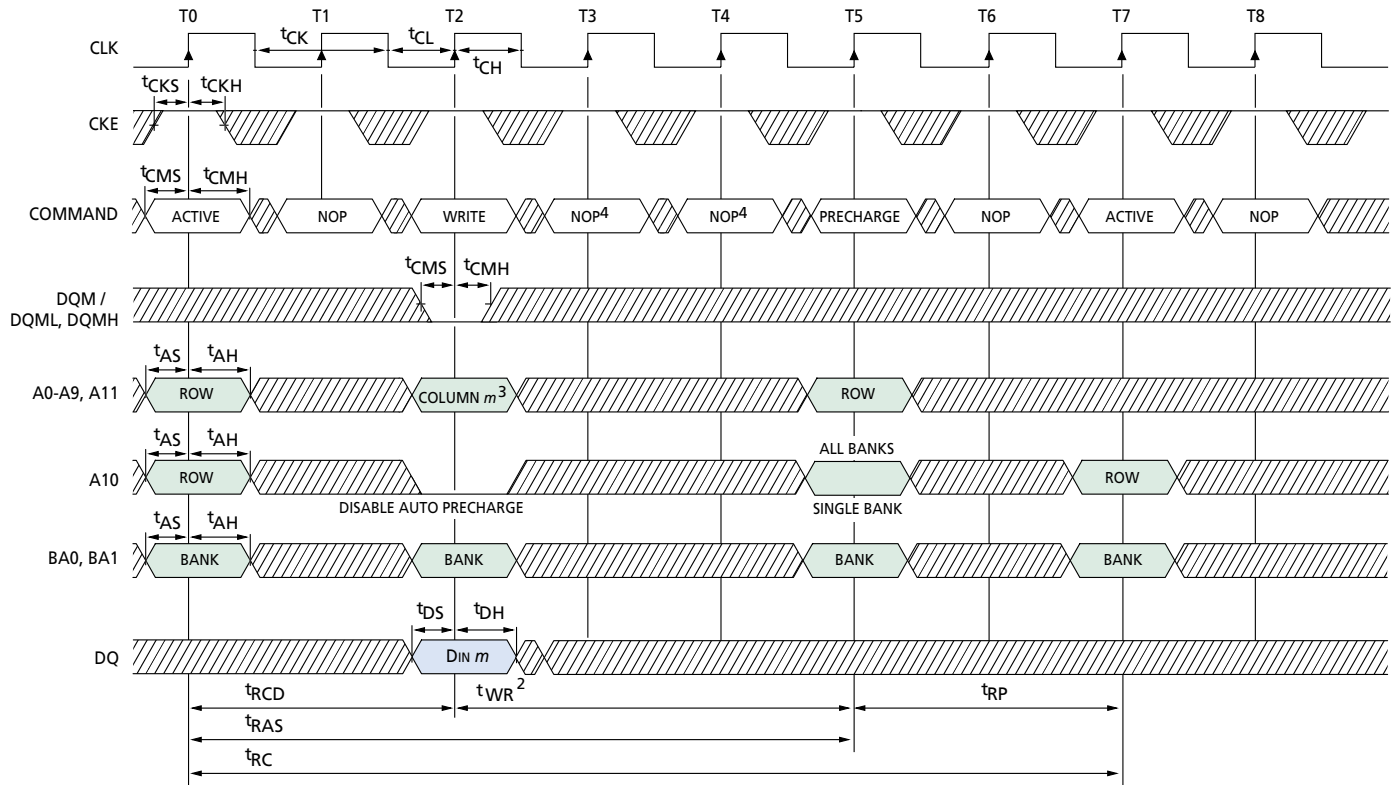 T0 T1 T2 T3 T4 T5 T6 T7 T8
CLK
tCK tCL
tCH
tCKS tCKH
CKE
tCMS tCMH
COMMAND ACTIVE NOP WRITE NOP4 NOP4 PRECHARGE NOP ACTIVE NOP
tCMS tCMH
DQM /
DQML, DQMH
tAS tAH
A0-A9, A11 ROW COLUMN m3 ROW
tAS tAH ALL BANKS
A10 ROW ROW
DISABLE AUTO PRECHARGE SINGLE BANK
tAS tAH
BA0, BA1 BANK BANK BANK BANK
tDS tDH
DQ DIN m
tRCD tWR2 tRP
tRAS
tRC